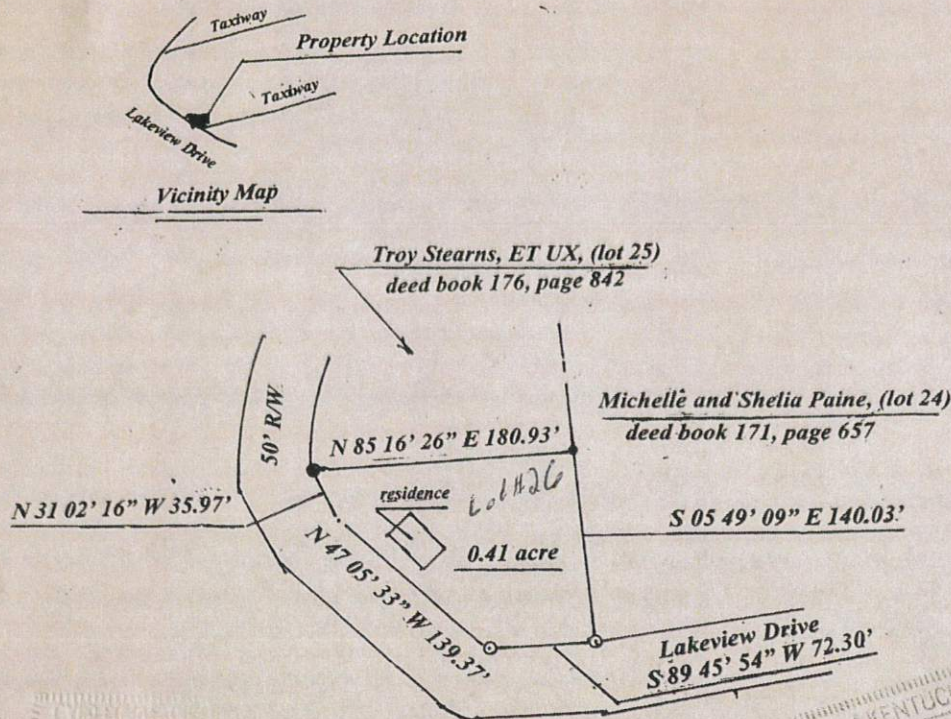 Taxiway
Property Location
Taxiway
Lakeview Drive
Vicinity Map
Troy Stearns, ET UX, (lot 25)
deed book 176, page 842
50' R/W
Michelle and Shelia Paine, (lot 24)
deed book 171, page 657
N 85 16' 26" E 180.93'
N 31 02' 16" W 35.97'
residence
Lot #26
0.41 acre
S 05 49' 09" E 140.03'
N 47 05' 33" W 139.37'
Lakeview Drive
S 89 45' 54" W 72.30'
KENTUC